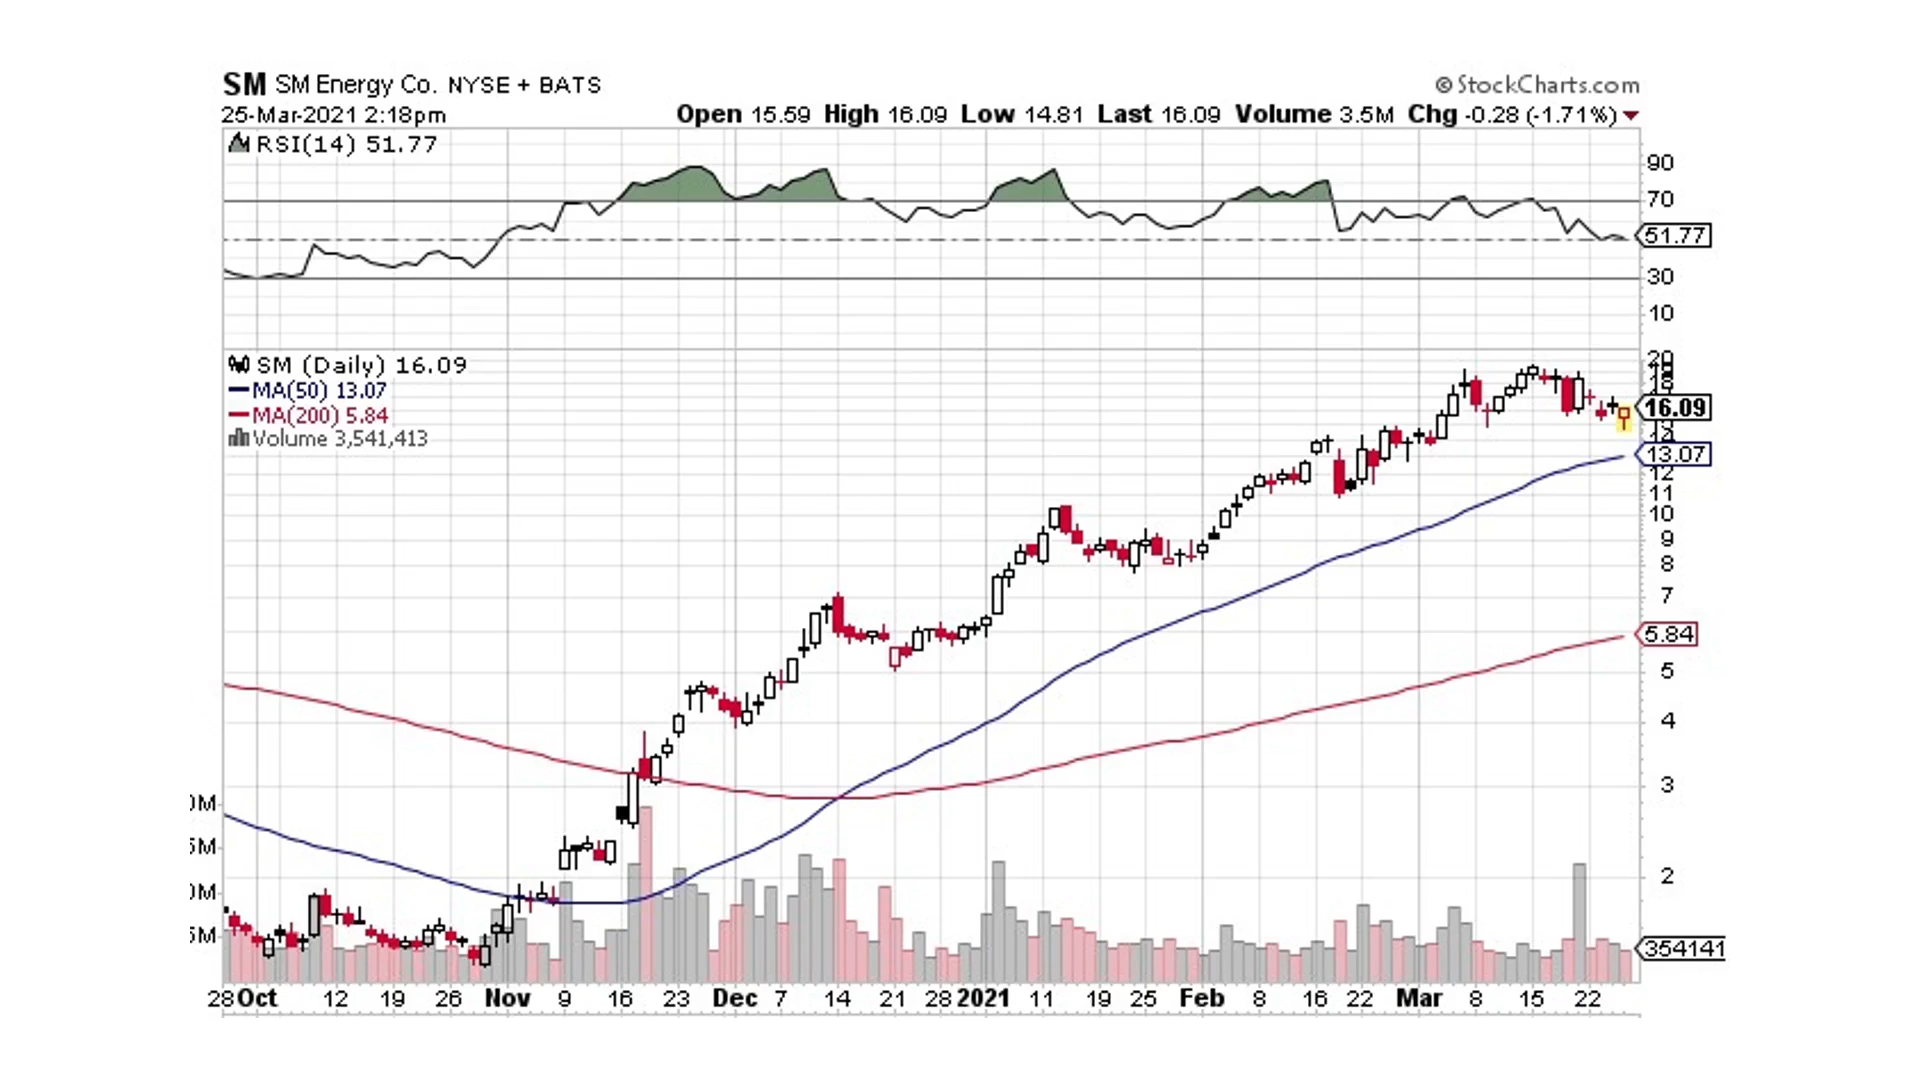 SM SM Energy Co. NYSE + BATS
© StockCharts.com
25-Mar-2021 2:18pm
Open 15.59 High 16.09 Low 14.81 Last 16.09 Volume 3.5M Chg -0.28 (-1.71%)
RSI(14) 51.77
90
70
51.77
30
10
SM (Daily) 16.09
MA(50) 13.07
MA(200) 5.84
Volume 3,541,413
20
16.09
13.07
12
11
10
9
8
7
5.84
5
4
3
2
0M
5M
0M
5M
354141
28 Oct 12 19 26 Nov 9 16 23 Dec 7 14 21 28 2021 11 19 25 Feb 8 16 22 Mar 8 15 22